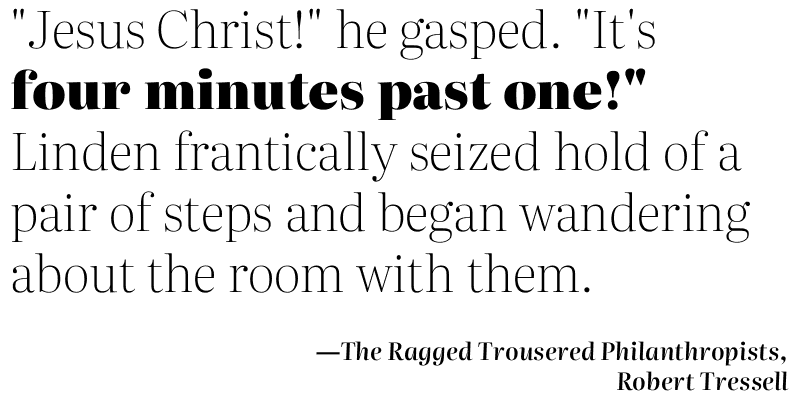 "Jesus Christ!" he gasped. "It's
four minutes past one!"
Linden frantically seized hold of a
pair of steps and began wandering
about the room with them.
—The Ragged Trousered Philanthropists,
Robert Tressell